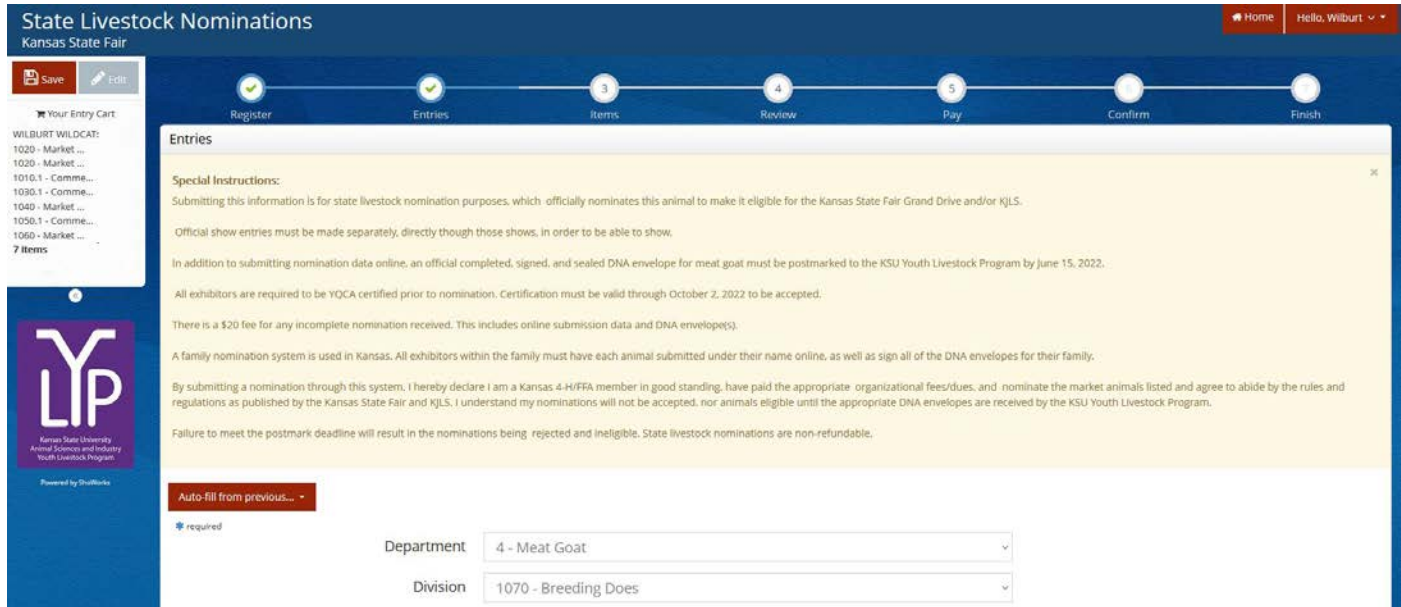 State Livestock Nominations
Kansas State Fair
Home
Hello, Wilburt
Save
Edit
Your Entry Cart
WILBURT WILDCAT:
1020 - Market ...
1020 - Market ...
1010.1 - Comme...
1030.1 - Comme...
1040 - Market ...
1050.1 - Comme...
1060 - Market ...
7 items
Register
Entries
3
Items
4
Review
5
Pay
Confirm
Finish
Entries
Special Instructions:
Submitting this information is for state livestock nomination purposes, which officially nominates this animal to make it eligible for the Kansas State Fair Grand Drive and/or KJLS.
Official show entries must be made separately, directly though those shows, in order to be able to show.
In addition to submitting nomination data online, an official completed, signed, and sealed DNA envelope for meat goat must be postmarked to the KSU Youth Livestock Program by June 15, 2022.
All exhibitors are required to be YQCA certified prior to nomination. Certification must be valid through October 2, 2022 to be accepted.
There is a $20 fee for any incomplete nomination received. This includes online submission data and DNA envelope(s).
A family nomination system is used in Kansas. All exhibitors within the family must have each animal submitted under their name online, as well as sign all of the DNA envelopes for their family.
By submitting a nomination through this system, I hereby declare I am a Kansas 4-H/FFA member in good standing, have paid the appropriate organizational fees/dues, and nominate the market animals listed and agree to abide by the rules and
regulations as published by the Kansas State Fair and KJLS. I understand my nominations will not be accepted, nor animals eligible until the appropriate DNA envelopes are received by the KSU Youth Livestock Program.
Failure to meet the postmark deadline will result in the nominations being rejected and ineligible. State livestock nominations are non-refundable.
YLP
Kansas State University
Animal Sciences and Industry
Youth Livestock Program
Powered by ShoWorks
Auto-fill from previous...
required
Department
4 - Meat Goat
Division
1070 - Breeding Does